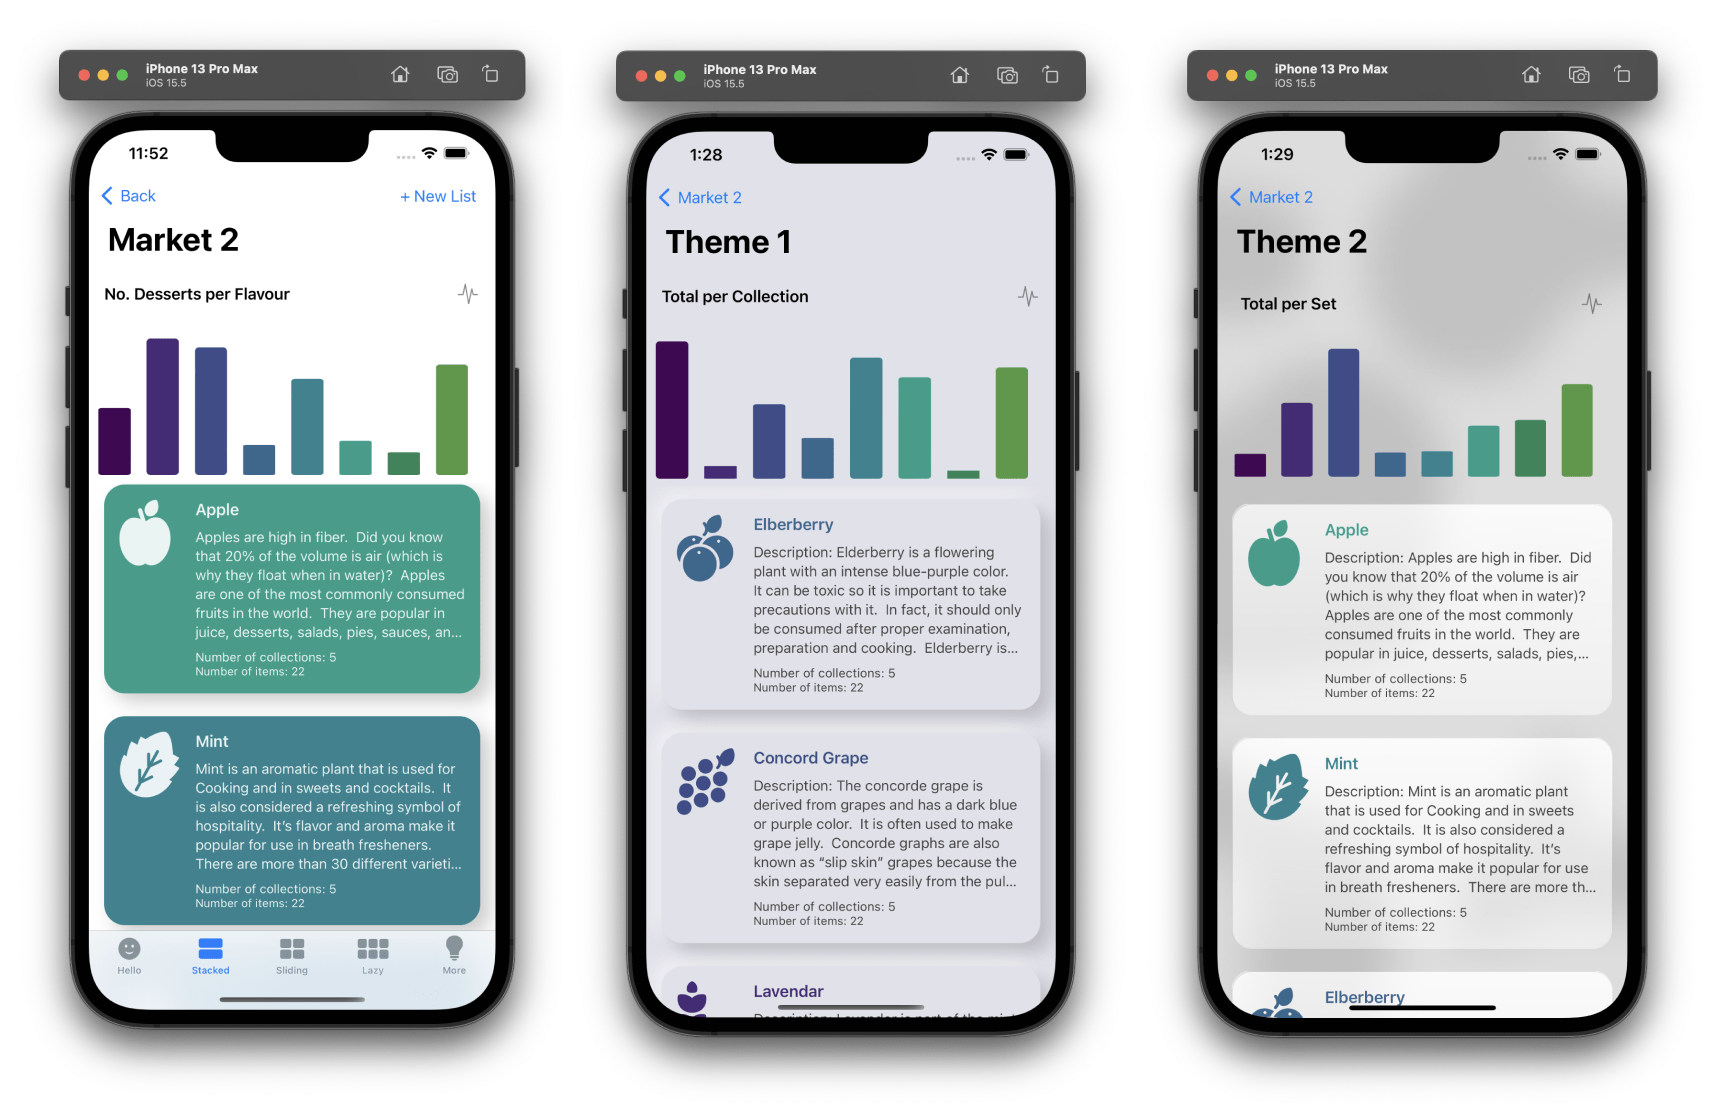 iPhone 13 Pro Max
iOS 15.5
11:52
Back
+ New List
Market 2
No. Desserts per Flavour
Apple
Apples are high in fiber.  Did you know
that 20% of the volume is air (which is
why they float when in water)?  Apples
are one of the most commonly consumed
fruits in the world.  They are popular in
juice, desserts, salads, pies, sauces, an...
Number of collections: 5
Number of items: 22
Mint
Mint is an aromatic plant that is used for
Cooking and in sweets and cocktails.  It
is also considered a refreshing symbol of
hospitality.  It's flavor and aroma make it
popular for use in breath fresheners.
There are more than 30 different varieti...
Number of collections: 5
Number of items: 22
Hello
Stacked
Sliding
Lazy
More
iPhone 13 Pro Max
iOS 15.5
1:28
Market 2
Theme 1
Total per Collection
Elberberry
Description: Elderberry is a flowering
plant with an intense blue-purple color.
It can be toxic so it is important to take
precautions with it.  In fact, it should only
be consumed after proper examination,
preparation and cooking.  Elderberry is...
Number of collections: 5
Number of items: 22
Concord Grape
Description: The concorde grape is
derived from grapes and has a dark blue
or purple color.  It is often used to make
grape jelly.  Concorde graphs are also
known as “slip skin” grapes because the
skin separated very easily from the pul...
Number of collections: 5
Number of items: 22
Lavendar
Description: Lavender is part of the mint
iPhone 13 Pro Max
iOS 15.5
1:29
Market 2
Theme 2
Total per Set
Apple
Description: Apples are high in fiber.  Did
you know that 20% of the volume is air
(which is why they float when in water)?
Apples are one of the most commonly
consumed fruits in the world.  They are
popular in juice, desserts, salads, pies,...
Number of collections: 5
Number of items: 22
Mint
Description: Mint is an aromatic plant
that is used for Cooking and in sweets
and cocktails.  It is also considered a
refreshing symbol of hospitality.  It's
flavor and aroma make it popular for use
in breath fresheners.  There are more th...
Number of collections: 5
Number of items: 22
Elberberry